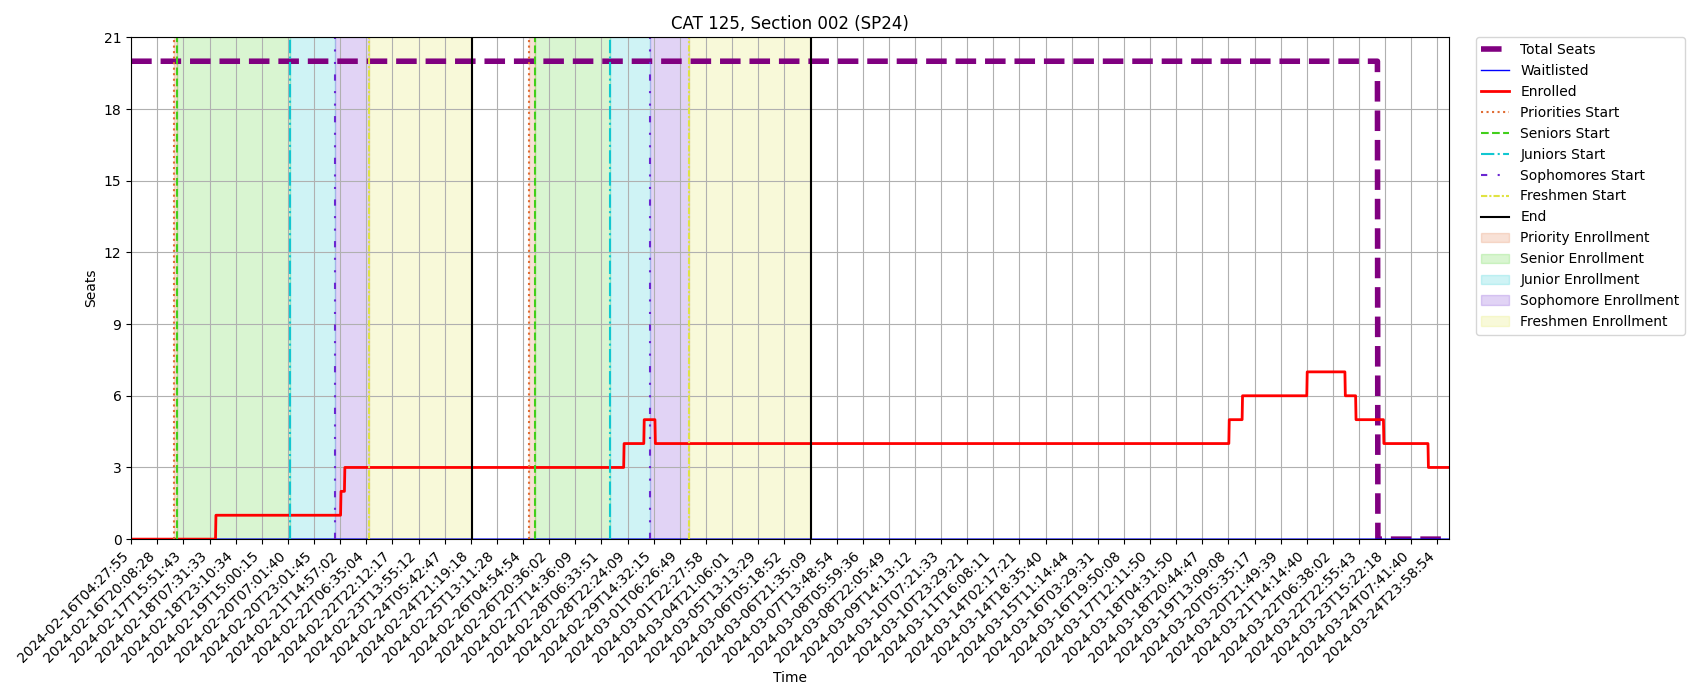 CAT 125, Section 002 (SP24)
21
18
15
12
9
6
3
0
Seats
2024-02-16T04:27:55
2024-02-16T20:08:28
2024-02-17T15:51:43
2024-02-18T07:31:33
2024-02-18T23:10:34
2024-02-19T15:00:15
2024-02-20T07:01:40
2024-02-20T23:01:45
2024-02-21T14:57:02
2024-02-22T06:35:04
2024-02-22T22:12:17
2024-02-23T13:55:12
2024-02-24T05:42:47
2024-02-24T21:19:18
2024-02-25T13:11:28
2024-02-26T04:54:54
2024-02-26T20:36:02
2024-02-27T14:36:09
2024-02-28T06:33:51
2024-02-28T22:24:09
2024-02-29T14:32:15
2024-03-01T06:26:49
2024-03-01T22:27:58
2024-03-04T21:06:01
2024-03-05T13:13:29
2024-03-06T05:18:52
2024-03-06T21:35:09
2024-03-07T13:48:54
2024-03-08T05:59:36
2024-03-08T22:05:49
2024-03-09T14:13:12
2024-03-10T07:21:33
2024-03-10T23:29:21
2024-03-11T16:08:11
2024-03-14T02:17:21
2024-03-14T18:35:40
2024-03-15T11:14:44
2024-03-16T03:29:31
2024-03-16T19:50:08
2024-03-17T12:11:50
2024-03-18T04:31:50
2024-03-18T20:44:47
2024-03-19T13:09:08
2024-03-20T05:35:17
2024-03-20T21:49:39
2024-03-21T14:14:40
2024-03-22T06:38:02
2024-03-22T22:55:43
2024-03-23T15:22:18
2024-03-24T07:41:40
2024-03-24T23:58:54
Time
Total Seats
Waitlisted
Enrolled
Priorities Start
Seniors Start
Juniors Start
Sophomores Start
Freshmen Start
End
Priority Enrollment
Senior Enrollment
Junior Enrollment
Sophomore Enrollment
Freshmen Enrollment